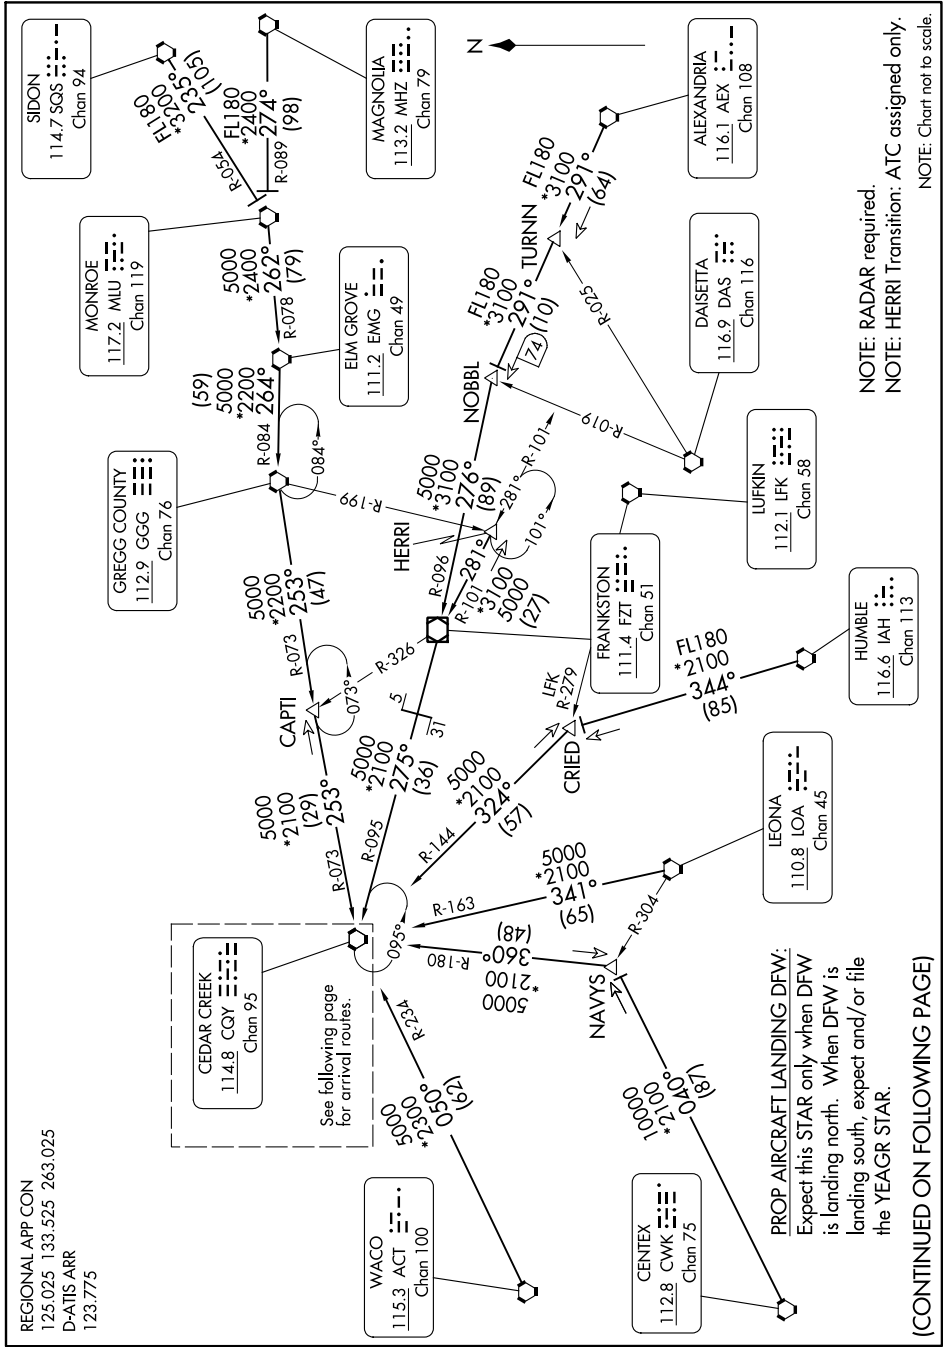 REGIONAL APP CON
125.025 133.525 263.025
D-ATIS ARR
123.775
WACO
115.3 ACT
Chan 100
CENTEX
112.8 CWK
Chan 75
CEDAR CREEK
114.8 CQY
Chan 95
See following page
for arrival routes.
LEONA
110.8 LOA
Chan 45
HUMBLE
116.6 IAH
Chan 113
FRANKSTON
111.4 FZT
Chan 51
LUFKIN
112.1 LFK
Chan 58
DAISETTA
116.9 DAS
Chan 116
ALEXANDRIA
116.1 AEX
Chan 108
GREGG COUNTY
112.9 GGG
Chan 76
ELM GROVE
111.2 EMG
Chan 49
MONROE
117.2 MLU
Chan 119
SIDON
114.7 SQS
Chan 94
MAGNOLIA
113.2 MHZ
Chan 79
N
R-234
5000
*2300
050°
(62)
10000
*2100
040°
(87)
NAVYS
R-304
R-180
360°
(48)
*2100
5000
R-163
5000
*2100
341°
(65)
095°
R-144
5000
*2100
324°
(57)
CRIED
LFK
R-279
FL180
*2100
344°
(85)
R-095
5000
*2100
275°
(36)
5
31
R-073
5000
*2100
(29)
253°
CAPTI
073°
R-326
R-073
5000
*2200
253°
(47)
084°
R-199
R-084
(59)
5000
*2200
264°
R-078
5000
*2400
262°
(79)
R-054
FL180
*3200
235°
(105)
R-089
FL180
*2400
274°
(98)
HERRI
R-101
281°
*3100
5000
(27)
281°
R-101
101°
R-096
5000
*3100
276°
(89)
NOBBL
74
R-019
FL180
*3100
291°
(10)
TURNN
R-025
FL180
*3100
291°
(64)
PROP AIRCRAFT LANDING DFW:
Expect this STAR only when DFW
is landing north. When DFW is
landing south, expect and/or file
the YEAGR STAR.
NOTE: RADAR required.
NOTE: HERRI Transition: ATC assigned only.
NOTE: Chart not to scale.
(CONTINUED ON FOLLOWING PAGE)